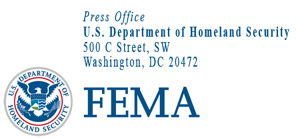 Press Office
U.S. Department of Homeland Security
500 C Street, SW
Washington, DC 20472
U.S. DEPARTMENT OF HOMELAND SECURITY
FEMA